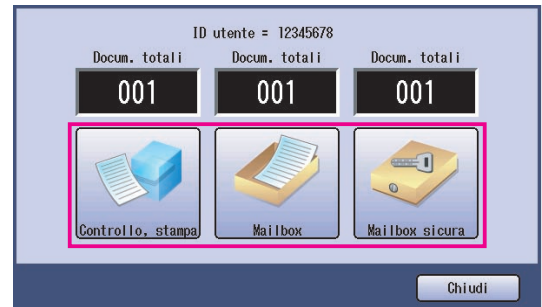 ID utente = 12345678
Docum. totali Docum. totali Docum. totali
001 001 001
Controllo, stampa Mailbox Mailbox sicura
Chiudi